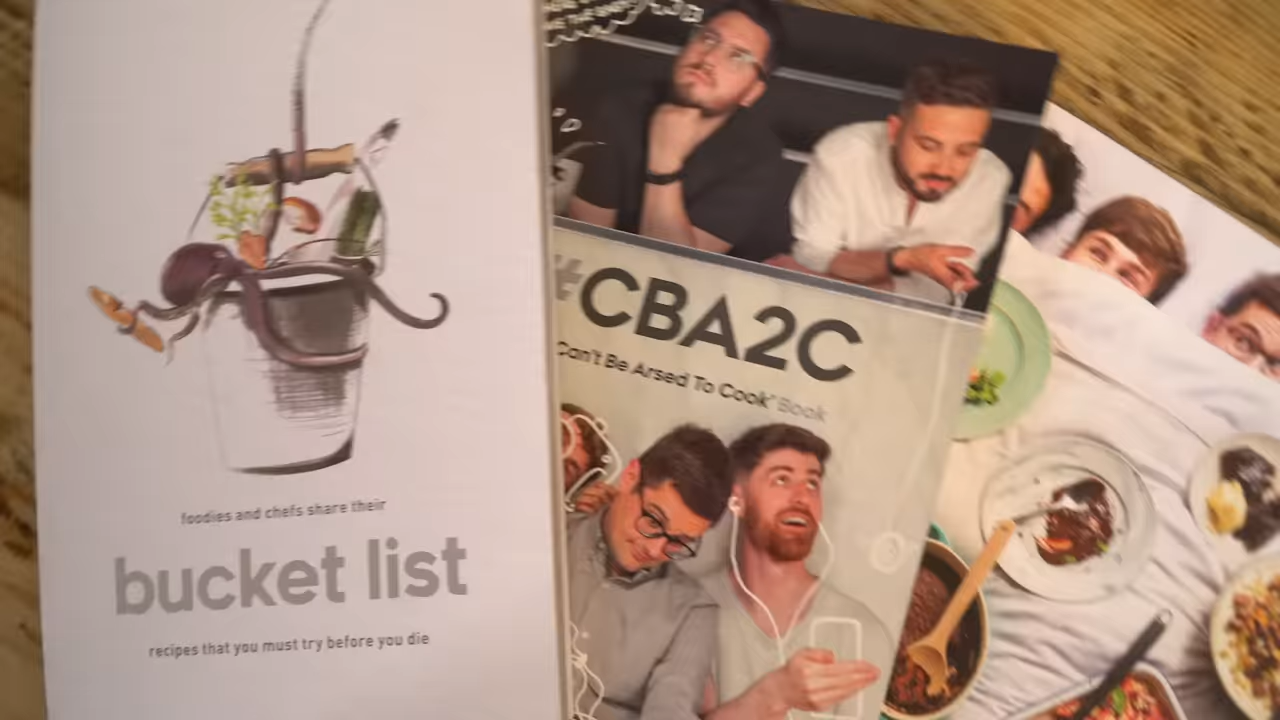 foodies and chefs share their
bucket list
recipes that you must try before you die
#CBA2C
Can't Be Arsed To Cook" Book